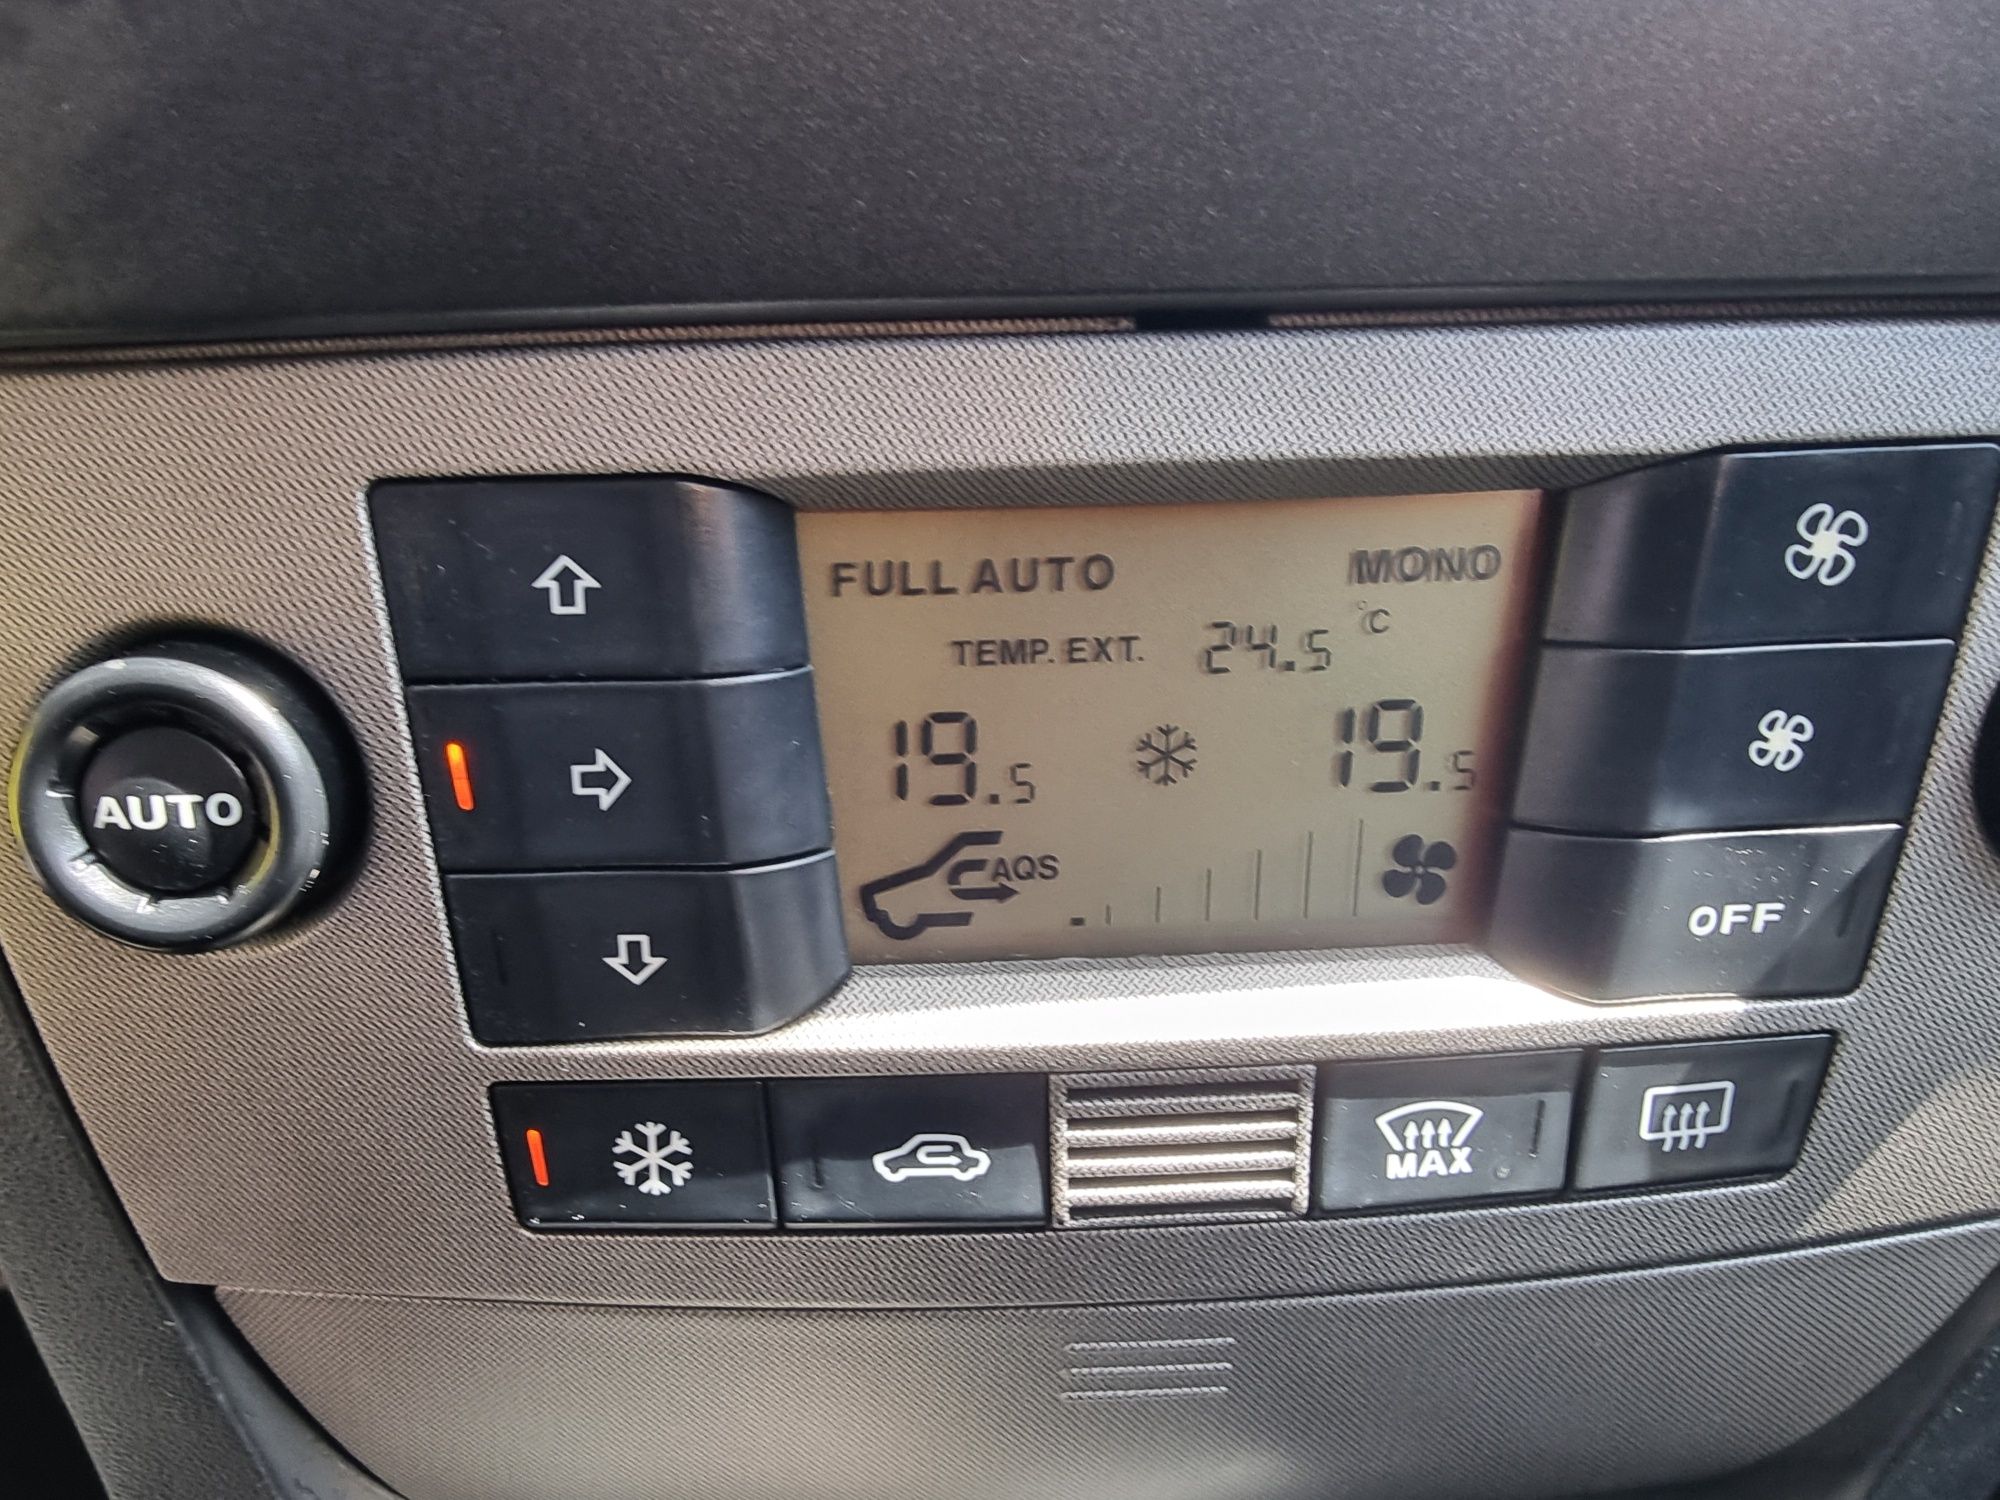 FULL AUTO MONO
TEMP. EXT. 24.5 °C
19.5 19.5
AQS
AUTO
OFF
MAX